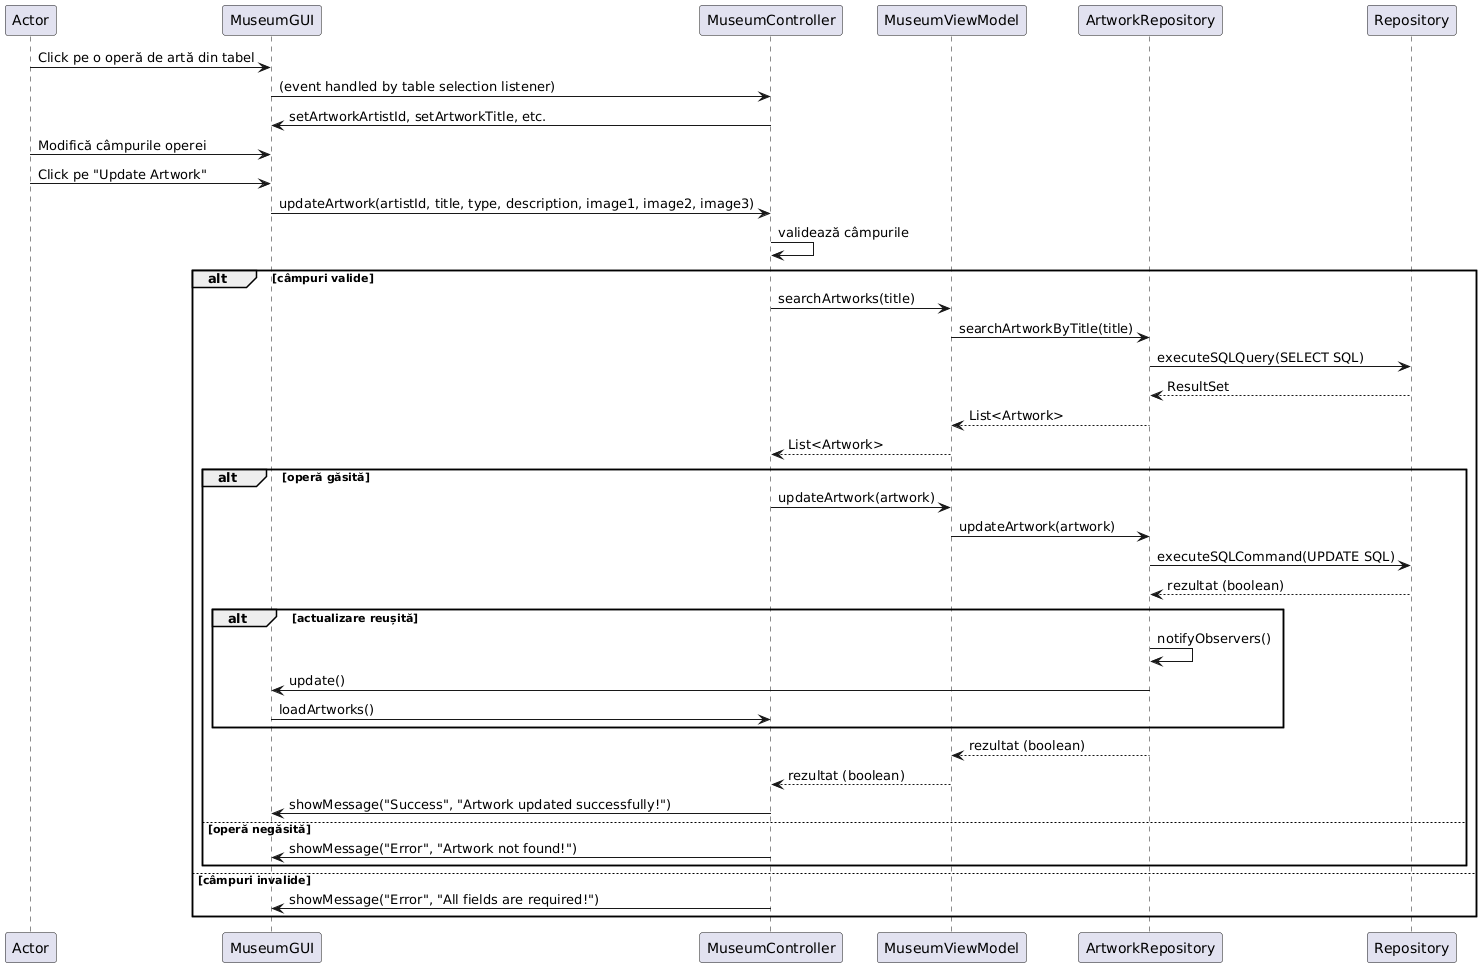 Actor MuseumGUI MuseumController MuseumViewModel ArtworkRepository Repository
Click pe o operă de artă din tabel
(event handled by table selection listener)
setArtworkArtistId, setArtworkTitle, etc.
Modifică câmpurile operei
Click pe "Update Artwork"
updateArtwork(artistId, title, type, description, image1, image2, image3)
validează câmpurile
alt [câmpuri valide]
searchArtworks(title)
searchArtworkByTitle(title)
executeSQLQuery(SELECT SQL)
ResultSet
List<Artwork>
List<Artwork>
alt [operă găsită]
updateArtwork(artwork)
updateArtwork(artwork)
executeSQLCommand(UPDATE SQL)
rezultat (boolean)
alt [actualizare reușită]
notifyObservers()
update()
loadArtworks()
rezultat (boolean)
rezultat (boolean)
showMessage("Success", "Artwork updated successfully!")
[operă negăsită]
showMessage("Error", "Artwork not found!")
[câmpuri invalide]
showMessage("Error", "All fields are required!")
Actor MuseumGUI MuseumController MuseumViewModel ArtworkRepository Repository